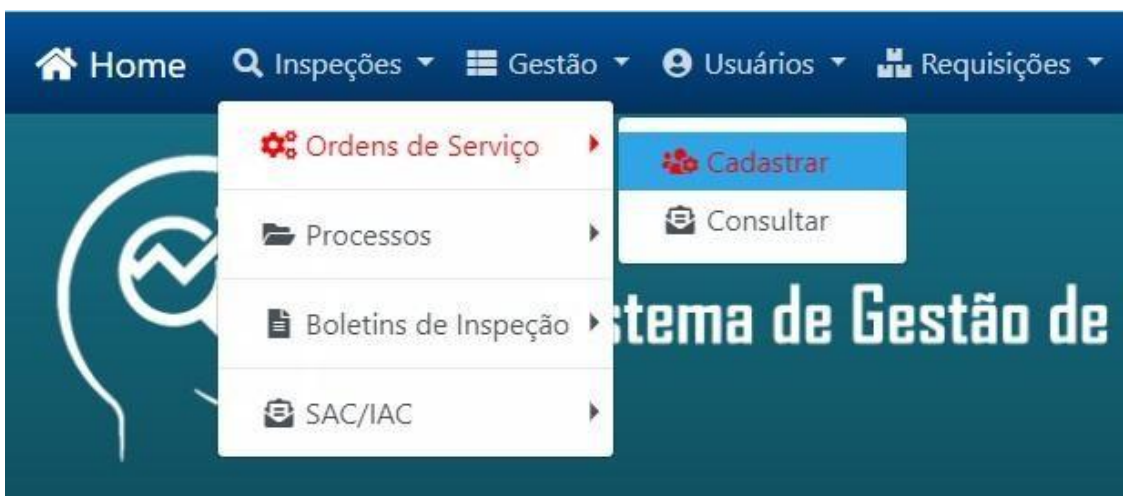 Home Inspeções Gestão Usuários Requisições
Ordens de Serviço
Cadastrar
Processos
Consultar
Boletins de Inspeção
stema de Gestão de
SAC/IAC